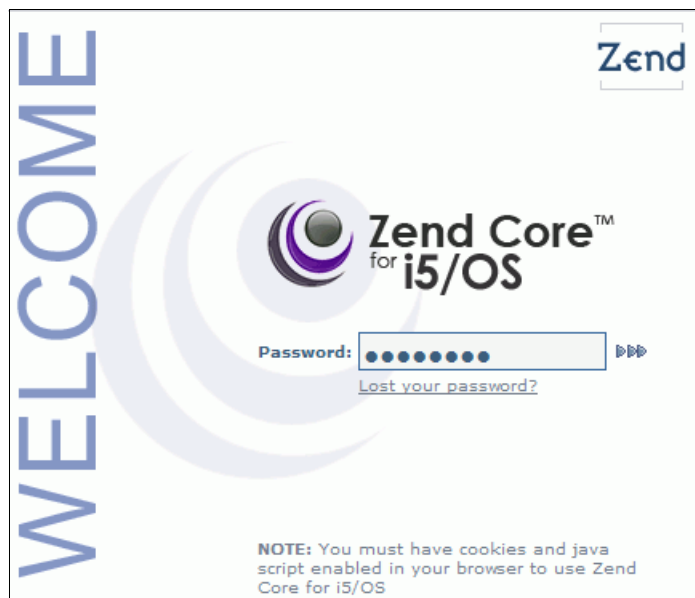 WELCOME
Zend
Zend Core™
for i5/OS
Password: ●●●●●●●●
Lost your password?
NOTE: You must have cookies and java
script enabled in your browser to use Zend
Core for i5/OS